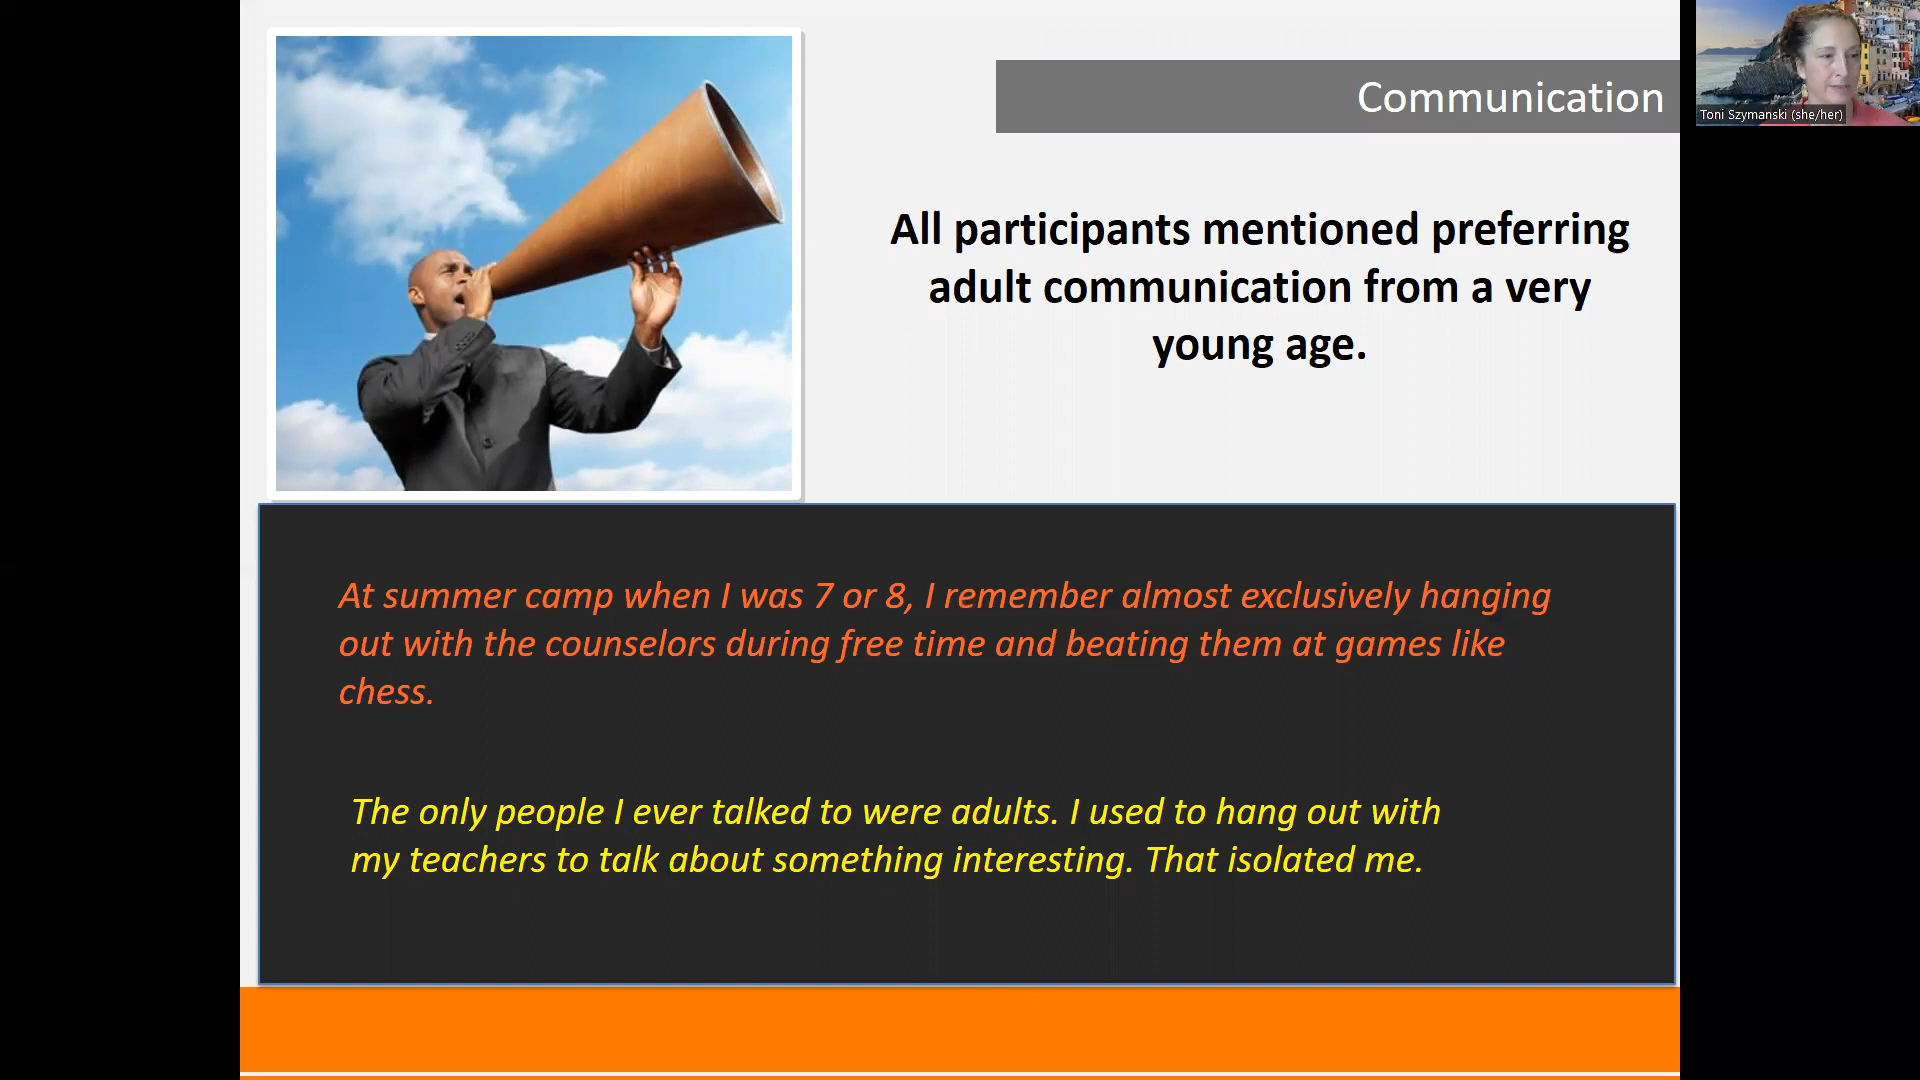 Communication
Toni Szymanski (she/her)
All participants mentioned preferring
adult communication from a very
young age.
At summer camp when I was 7 or 8, I remember almost exclusively hanging
out with the counselors during free time and beating them at games like
chess.
The only people I ever talked to were adults. I used to hang out with
my teachers to talk about something interesting. That isolated me.